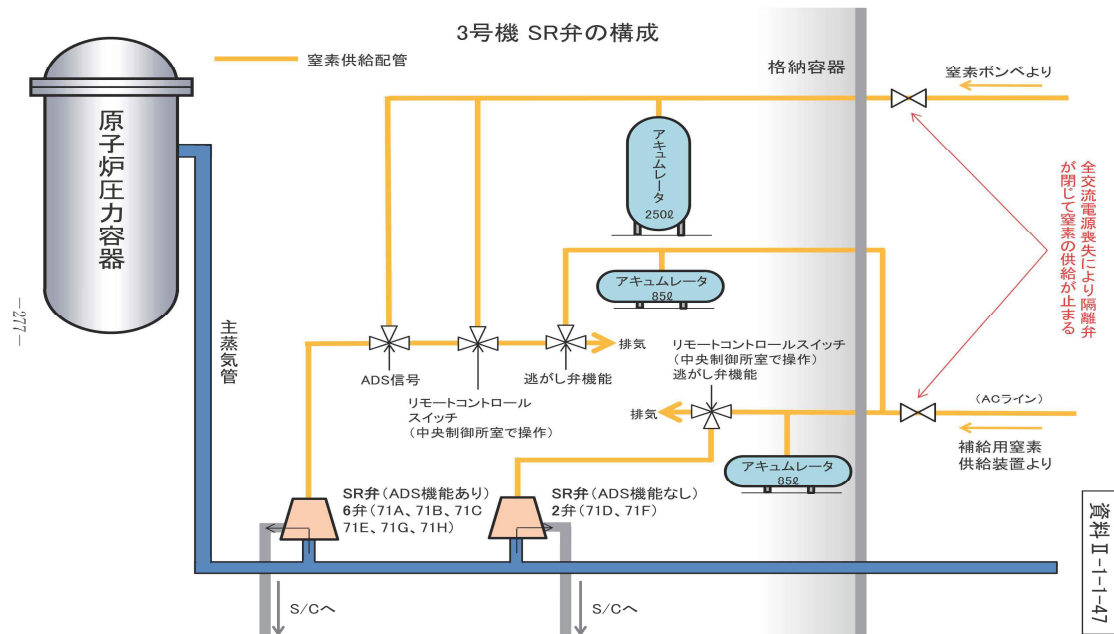 3号機 SR弁の構成
窒素供給配管
格納容器
窒素ボンベより
原子炉圧力容器
アキュムレータ
250ℓ
全交流電源喪失により隔離弁
が閉じて窒素の供給が止まる
アキュムレータ
85ℓ
－277－
主蒸気管
排気
ADS信号
逃がし弁機能
リモートコントロール
スイッチ
(中央制御所室で操作)
リモートコントロールスイッチ
(中央制御所室で操作)
逃がし弁機能
排気
(ACライン)
補給用窒素
供給装置より
アキュムレータ
85ℓ
SR弁(ADS機能あり)
6弁(71A、71B、71C
71E、71G、71H)
SR弁(ADS機能なし)
2弁(71D、71F)
S/Cへ
S/Cへ
資料Ⅱ-1-1-47